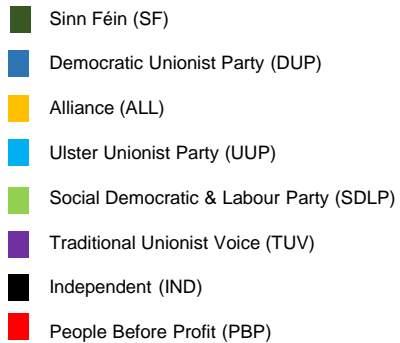 Sinn Féin (SF)
Democratic Unionist Party (DUP)
Alliance (ALL)
Ulster Unionist Party (UUP)
Social Democratic & Labour Party (SDLP)
Traditional Unionist Voice (TUV)
Independent (IND)
People Before Profit (PBP)